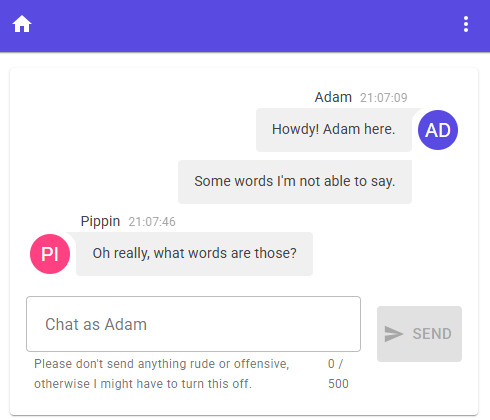 Adam 21:07:09
Howdy! Adam here.
AD
Some words I'm not able to say.
Pippin 21:07:46
PI
Oh really, what words are those?
Chat as Adam
SEND
Please don't send anything rude or offensive,
otherwise I might have to turn this off.
0 /
500